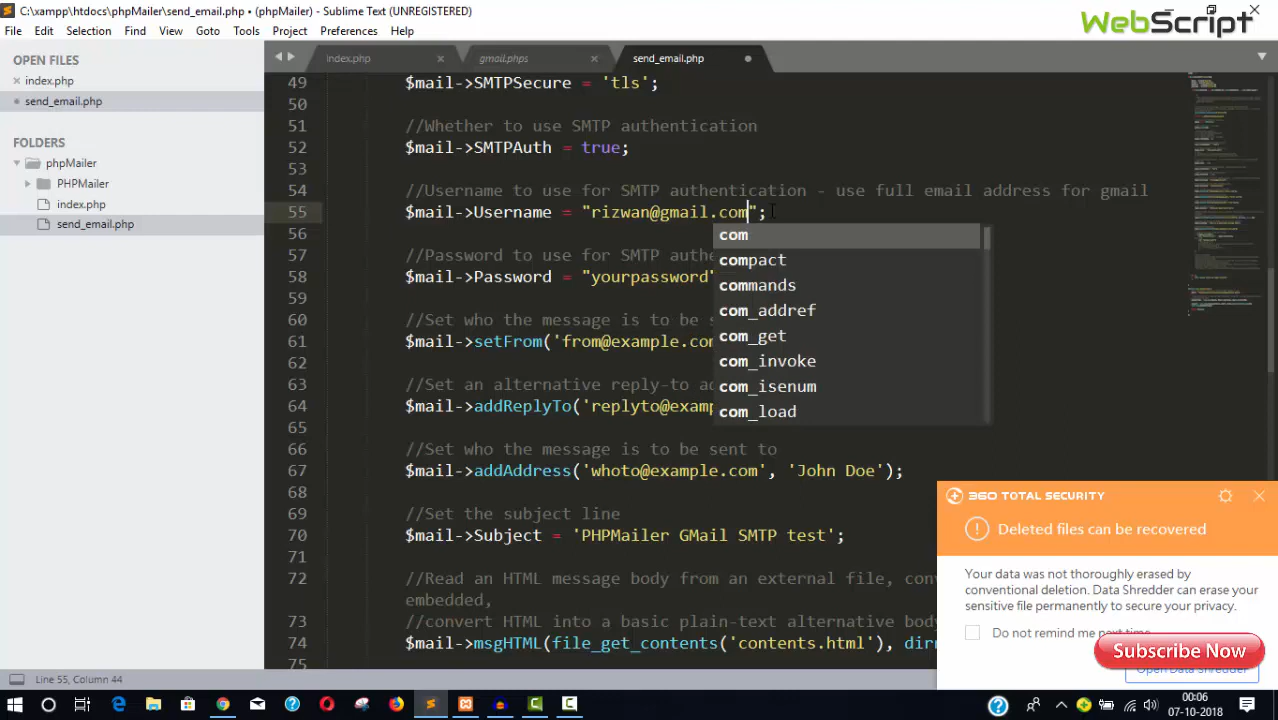 C:\xampp\htdocs\phpMailer\send_email.php • (phpMailer) - Sublime Text (UNREGISTERED)
WebScript
File Edit Selection Find View Goto Tools Project Preferences Help
OPEN FILES
index.php
send_email.php
FOLDERS
phpMailer
PHPMailer
index.php
send_email.php
index.php
gmail.phps
send_email.php
49 $mail->SMTPSecure = 'tls';
50
51 //Whether to use SMTP authentication
52 $mail->SMTPAuth = true;
53
54 //Username to use for SMTP authentication - use full email address for gmail
55 $mail->Username = "rizwan@gmail.com";
56
57 //Password to use for SMTP authe
58 $mail->Password = "yourpassword"
59
60 //Set who the message is to be s
61 $mail->setFrom('from@example.com
62
63 //Set an alternative reply-to ad
64 $mail->addReplyTo('replyto@examp
65
66 //Set who the message is to be sent to
67 $mail->addAddress('whoto@example.com', 'John Doe');
68
69 //Set the subject line
70 $mail->Subject = 'PHPMailer GMail SMTP test';
71
72 //Read an HTML message body from an external file, conv
embedded,
73 //convert HTML into a basic plain-text alternative body
74 $mail->msgHTML(file_get_contents('contents.html'), dirn
75
com
compact
commands
com_addref
com_get
com_invoke
com_isenum
com_load
360 TOTAL SECURITY
Deleted files can be recovered
Your data was not thoroughly erased by
conventional deletion. Data Shredder can erase your
sensitive file permanently to secure your privacy.
Do not remind me next time
Subscribe Now
Open Data Shredder
Line 55, Column 44
00:06
07-10-2018